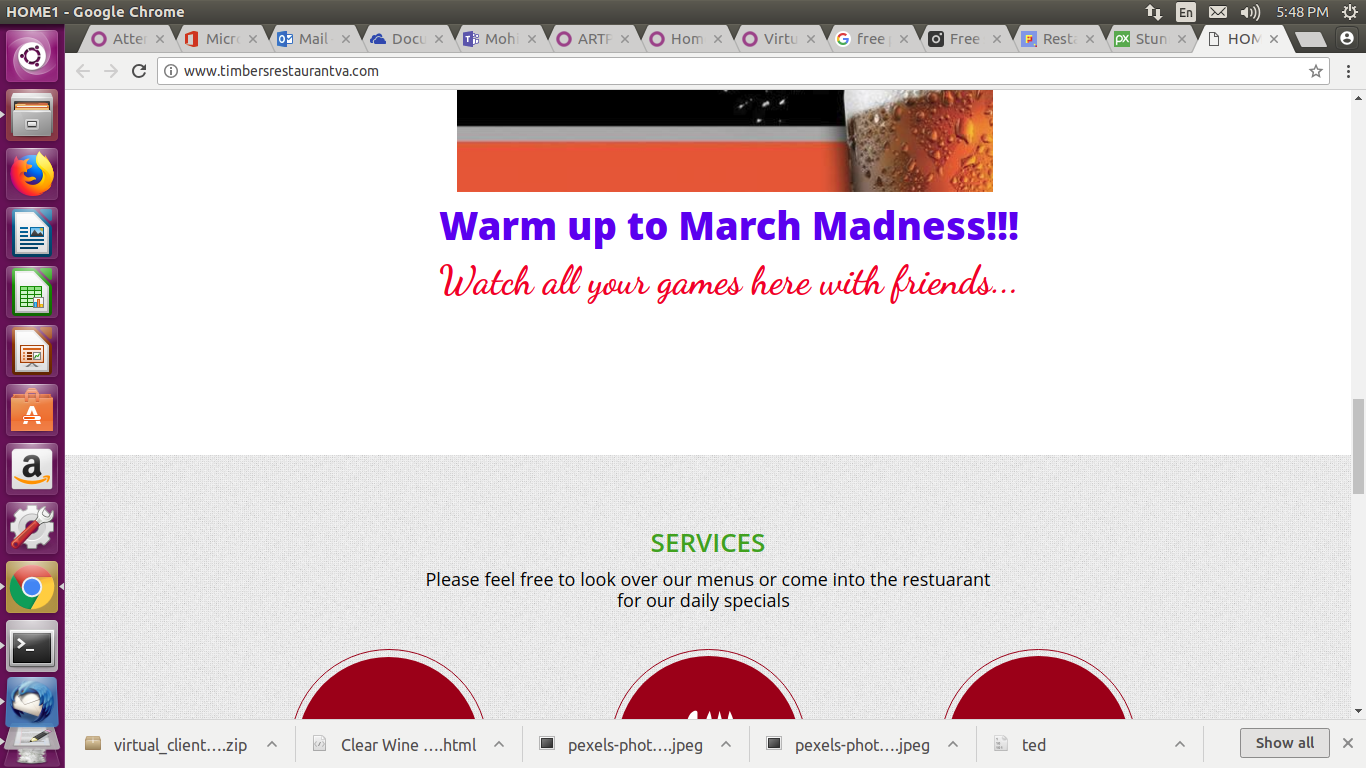 HOME1 - Google Chrome
En
5:48 PM
Atte
Micr
Mail
Docu
Mohi
ARTP
Hom
Virtu
free
Free
Resta
Stun
HOM
www.timbersrestaurantva.com
Warm up to March Madness!!!
Watch all your games here with friends...
SERVICES
Please feel free to look over our menus or come into the restuarant
for our daily specials
virtual_client....zip
Clear Wine ....html
pexels-phot....jpeg
pexels-phot....jpeg
ted
Show all